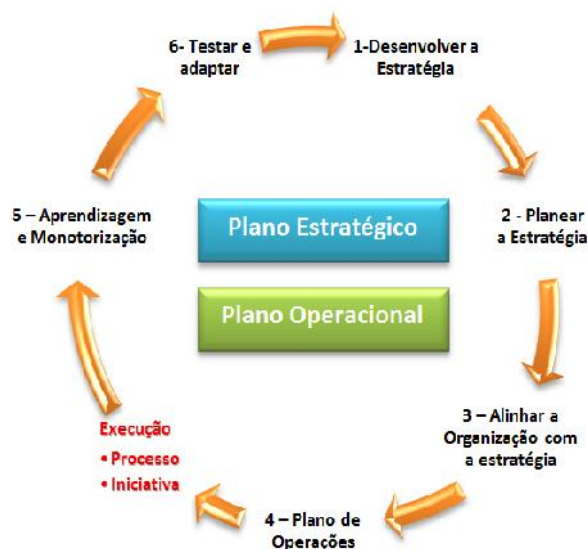 6- Testar e
adaptar
1-Desenvolver a
Estratégia
2 - Planear
a Estratégia
3 – Alinhar a
Organização com
a estratégia
4 – Plano de
Operações
Execução
• Processo
• Iniciativa
5 – Aprendizagem
e Monotorização
Plano Estratégico
Plano Operacional